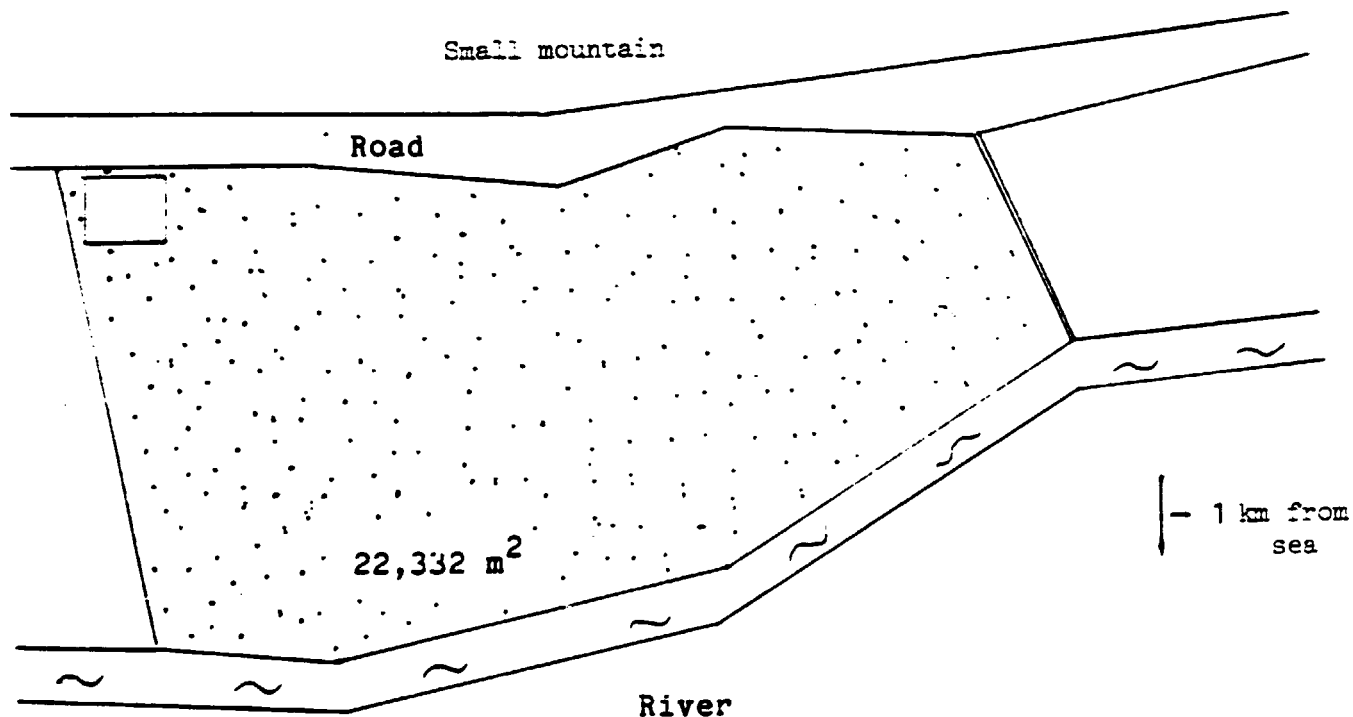 Small mountain
Road
22,332 m²
— 1 km from
sea
River